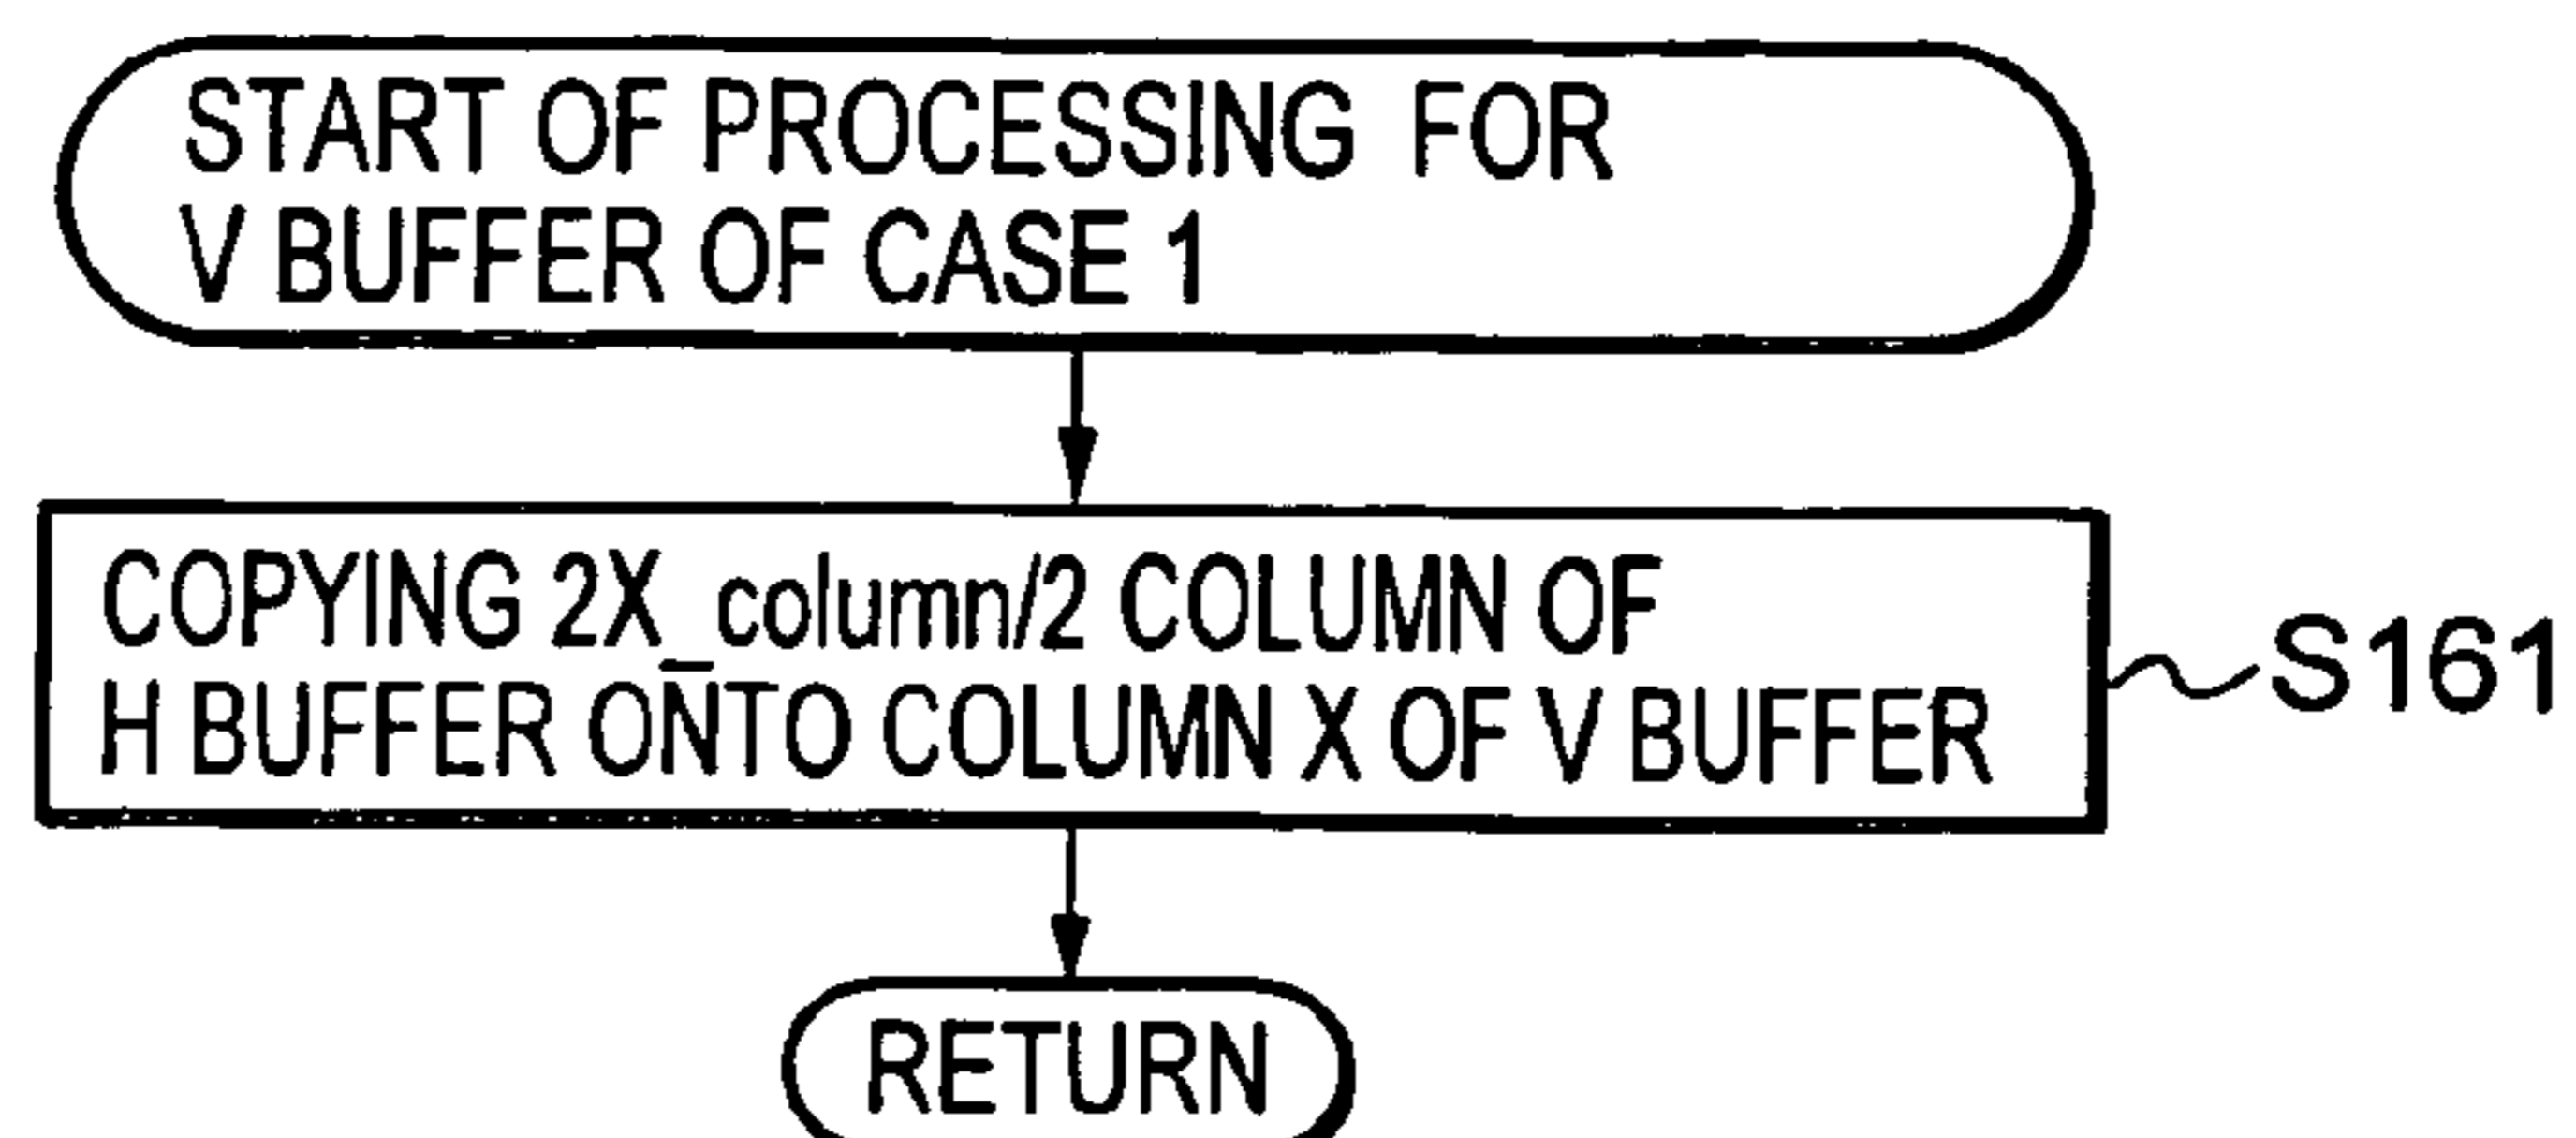 START OF PROCESSING FOR
V BUFFER OF CASE 1
COPYING 2X_column/2 COLUMN OF
H BUFFER ONTO COLUMN X OF V BUFFER
S161
RETURN